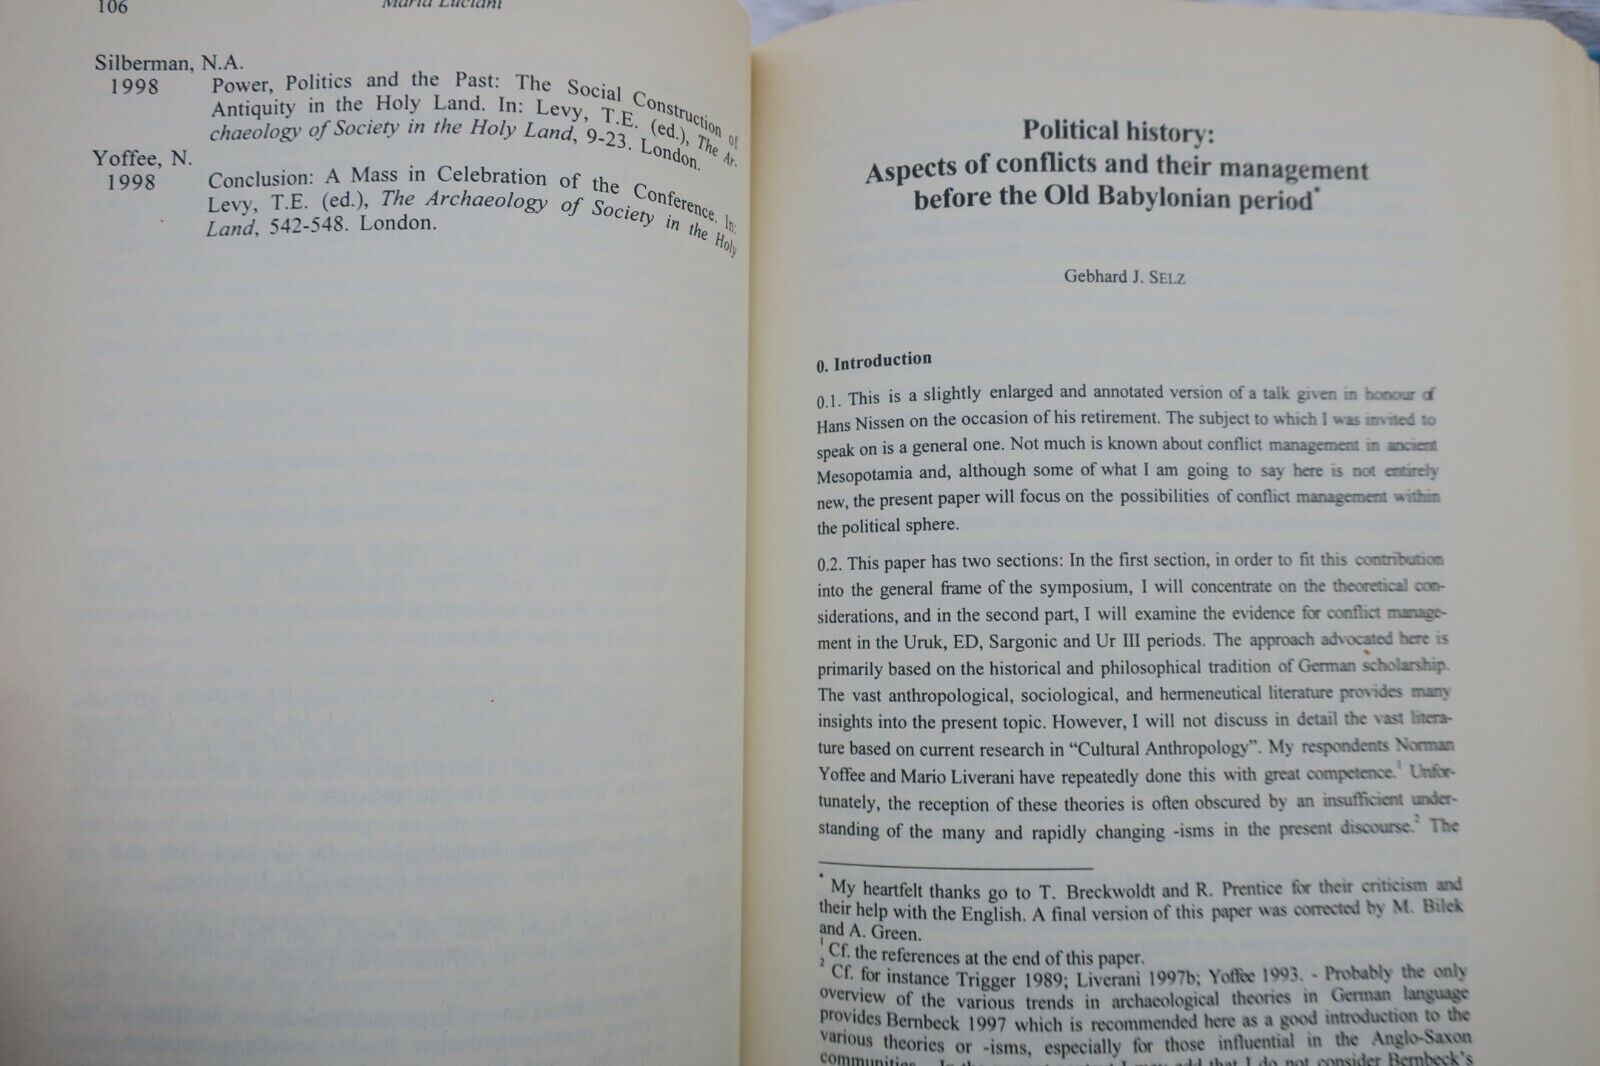 106
Maria Luciani
Silberman, N.A.
1998 Power, Politics and the Past: The Social Construction of
Antiquity in the Holy Land. In: Levy, T.E. (ed.), The Ar-
chaeology of Society in the Holy Land, 9-23. London.
Yoffee, N.
1998 Conclusion: A Mass in Celebration of the Conference. In:
Levy, T.E. (ed.), The Archaeology of Society in the Holy
Land, 542-548. London.
Political history:
Aspects of conflicts and their management
before the Old Babylonian period*
Gebhard J. SELZ
0. Introduction
0.1. This is a slightly enlarged and annotated version of a talk given in honour of
Hans Nissen on the occasion of his retirement. The subject to which I was invited to
speak on is a general one. Not much is known about conflict management in ancient
Mesopotamia and, although some of what I am going to say here is not entirely
new, the present paper will focus on the possibilities of conflict management within
the political sphere.
0.2. This paper has two sections: In the first section, in order to fit this contribution
into the general frame of the symposium, I will concentrate on the theoretical con-
siderations, and in the second part, I will examine the evidence for conflict manage-
ment in the Uruk, ED, Sargonic and Ur III periods. The approach advocated here is
primarily based on the historical and philosophical tradition of German scholarship.
The vast anthropological, sociological, and hermeneutical literature provides many
insights into the present topic. However, I will not discuss in detail the vast litera-
ture based on current research in “Cultural Anthropology”. My respondents Norman
Yoffee and Mario Liverani have repeatedly done this with great competence.1 Unfor-
tunately, the reception of these theories is often obscured by an insufficient under-
standing of the many and rapidly changing -isms in the present discourse.2 The
* My heartfelt thanks go to T. Breckwoldt and R. Prentice for their criticism and
their help with the English. A final version of this paper was corrected by M. Bilek
and A. Green.
1 Cf. the references at the end of this paper.
2 Cf. for instance Trigger 1989; Liverani 1997b; Yoffee 1993. - Probably the only
overview of the various trends in archaeological theories in German language
provides Bernbeck 1997 which is recommended here as a good introduction to the
various theories or -isms, especially for those influential in the Anglo-Saxon
communities. I may add that I do not consider Bernbeck's